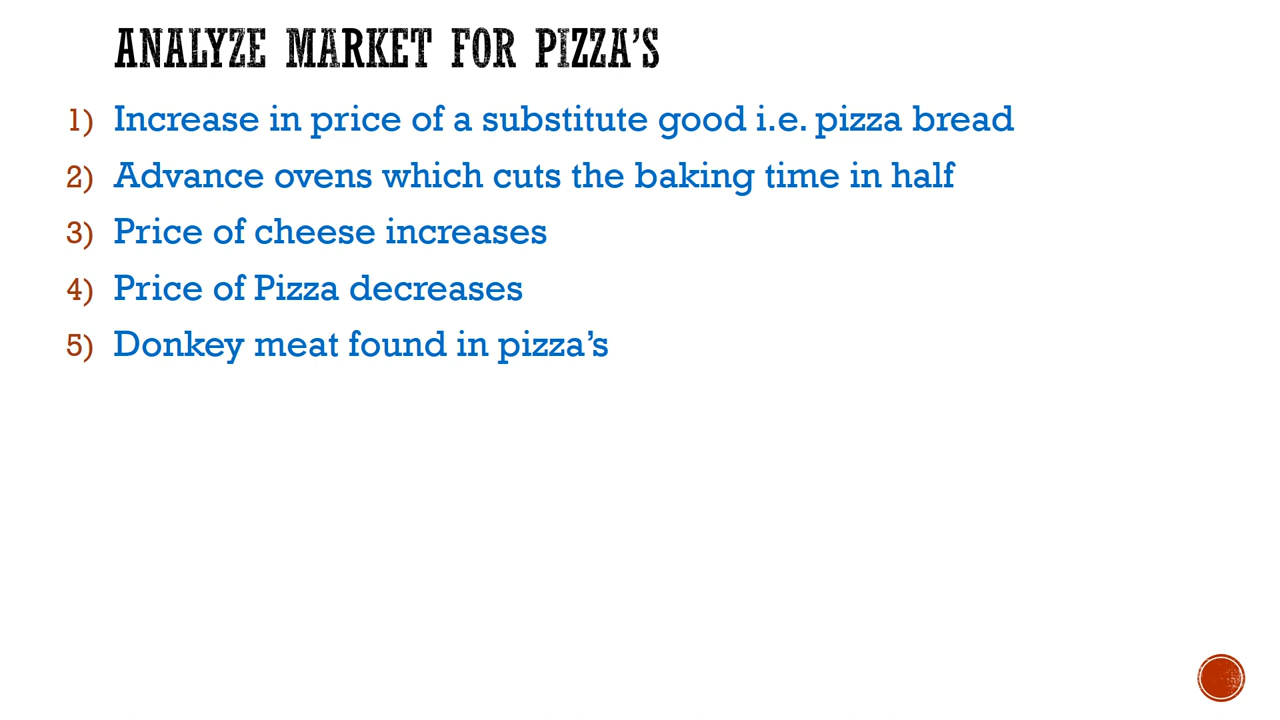 ANALYZE MARKET FOR PIZZA’S
1) Increase in price of a substitute good i.e. pizza bread
2) Advance ovens which cuts the baking time in half
3) Price of cheese increases
4) Price of Pizza decreases
5) Donkey meat found in pizza’s